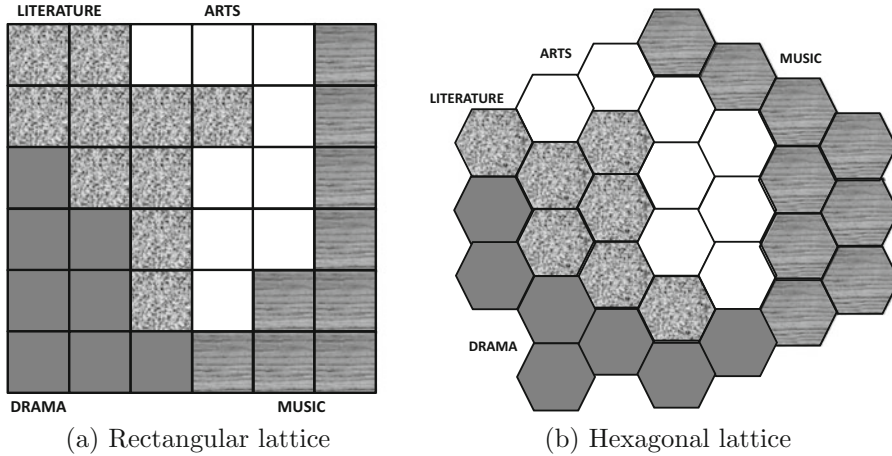 LITERATURE ARTS
DRAMA MUSIC
(a) Rectangular lattice
ARTS
MUSIC
LITERATURE
DRAMA
(b) Hexagonal lattice